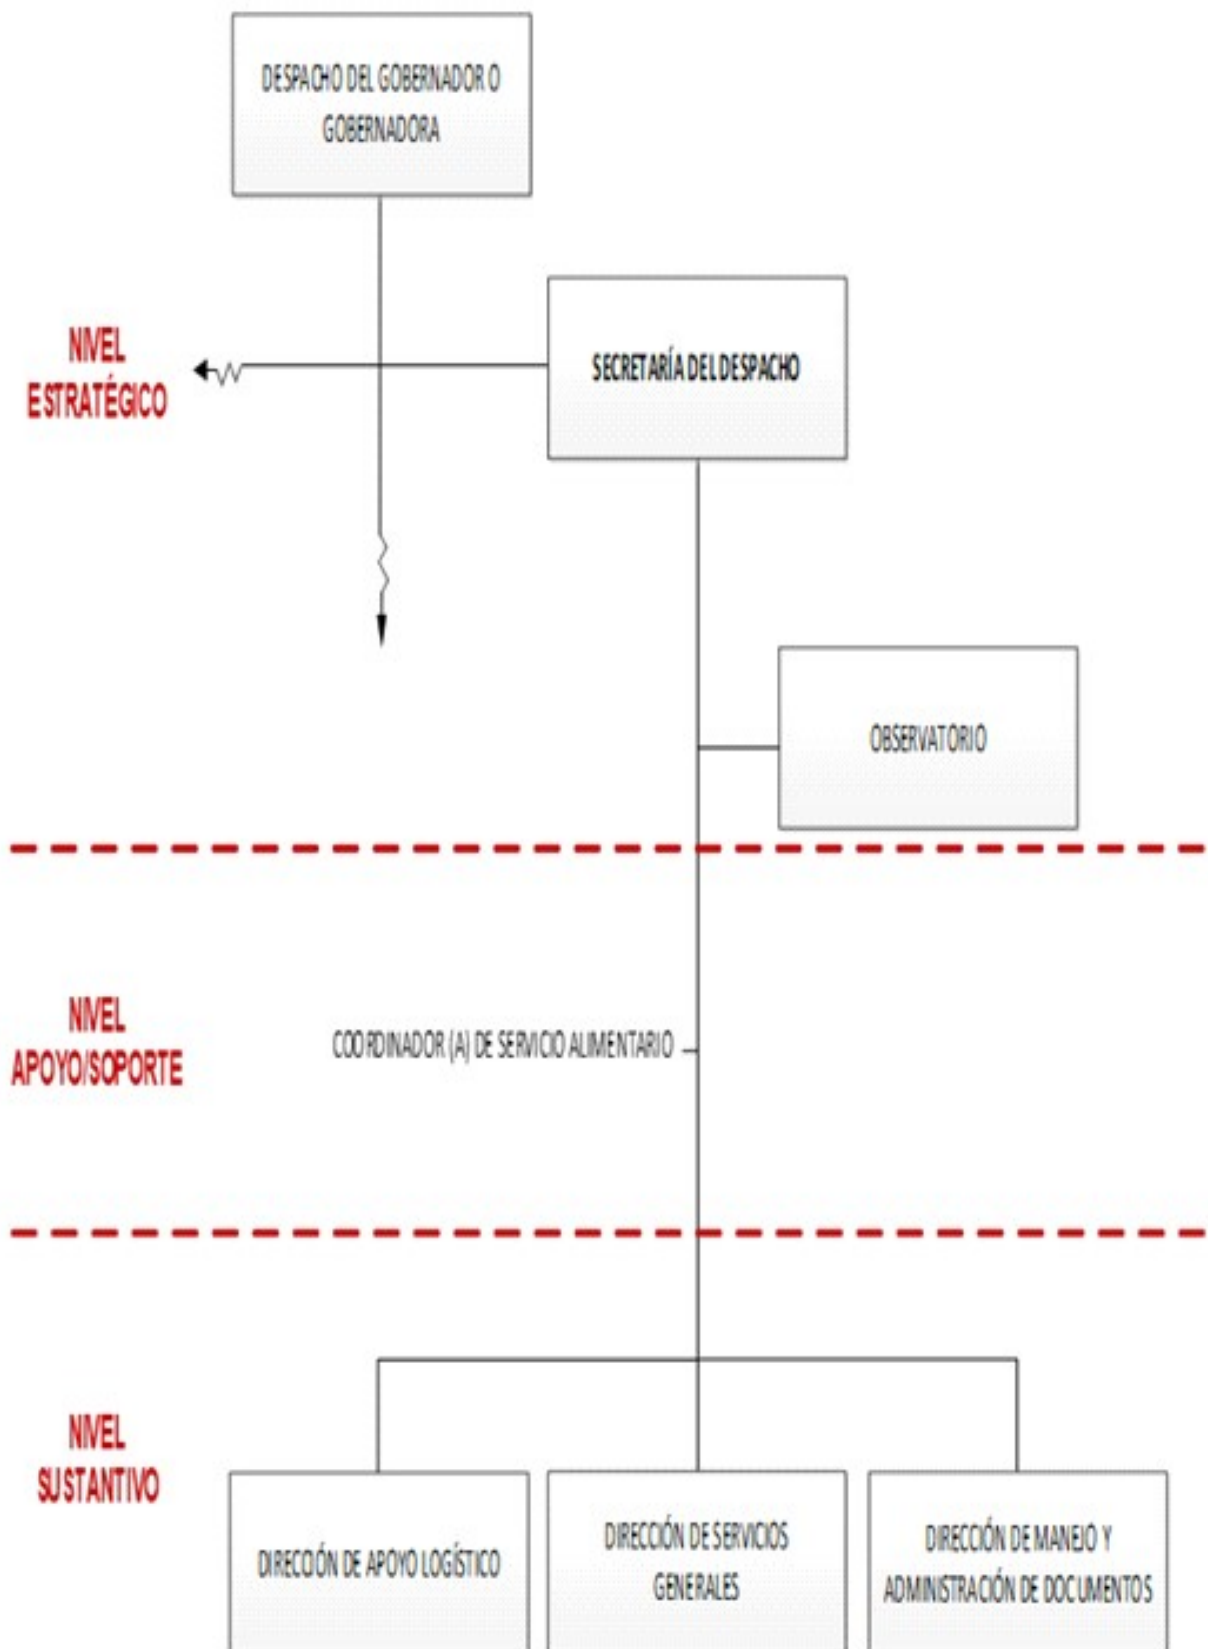 DESPACHO DEL GOBERNADOR O
GOBERNADORA
NIVEL
ESTRATÉGICO
SECRETARÍA DEL DESPACHO
OBSERVATORIO
NIVEL
APOYO/SOPORTE
COORDINADOR (A) DE SERVICIO ALIMENTARIO
NIVEL
SUSTANTIVO
DIRECCIÓN DE APOYO LOGÍSTICO
DIRECCIÓN DE SERVICIOS
GENERALES
DIRECCIÓN DE MANEJO Y
ADMINISTRACIÓN DE DOCUMENTOS